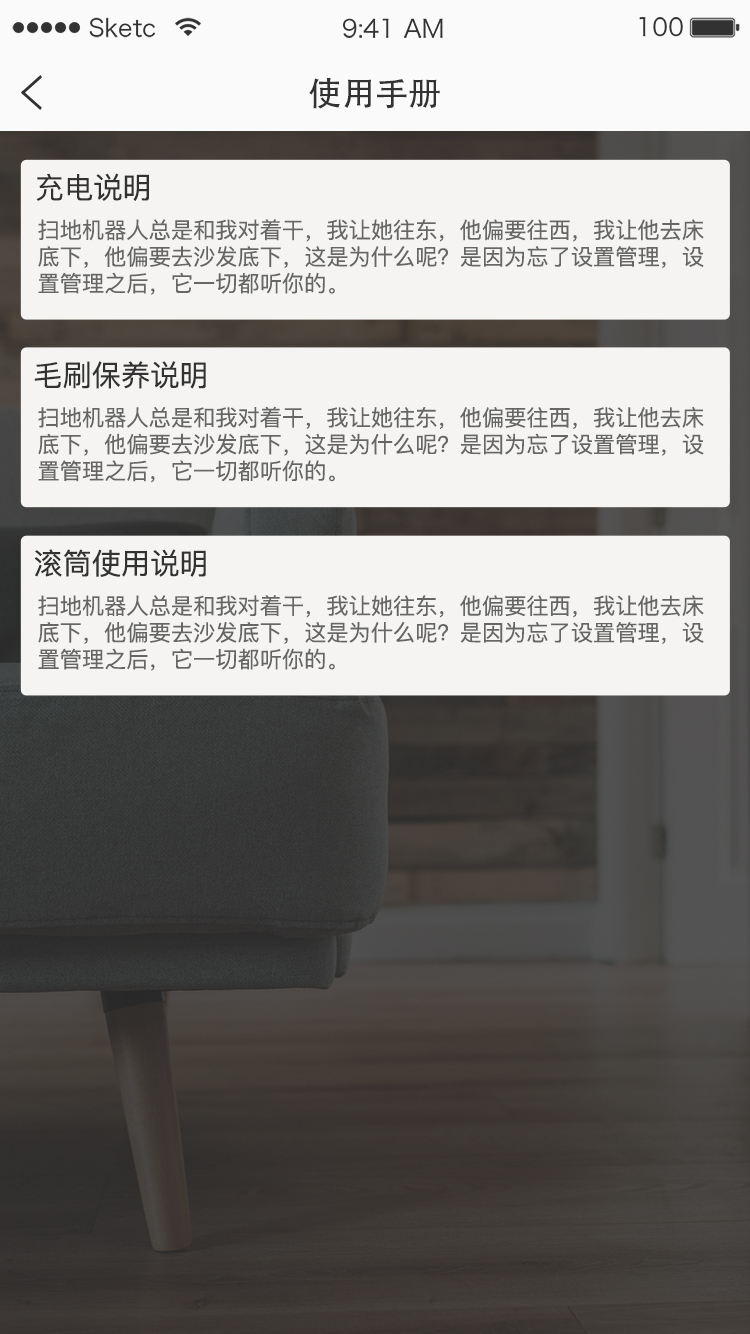 Sketc 9:41 AM 100
使用手册
充电说明
扫地机器人总是和我对着干，我让她往东，他偏要往西，我让他去床
底下，他偏要去沙发底下，这是为什么呢？是因为忘了设置管理，设
置管理之后，它一切都听你的。
毛刷保养说明
扫地机器人总是和我对着干，我让她往东，他偏要往西，我让他去床
底下，他偏要去沙发底下，这是为什么呢？是因为忘了设置管理，设
置管理之后，它一切都听你的。
滚筒使用说明
扫地机器人总是和我对着干，我让她往东，他偏要往西，我让他去床
底下，他偏要去沙发底下，这是为什么呢？是因为忘了设置管理，设
置管理之后，它一切都听你的。